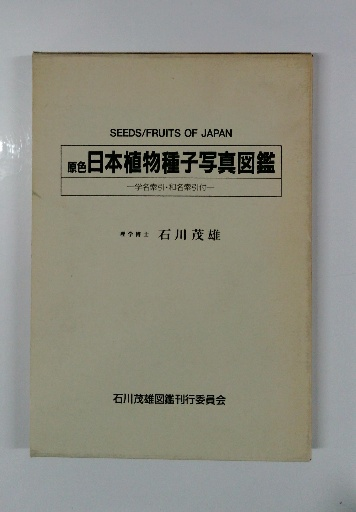 SEEDS/FRUITS OF JAPAN
原色日本植物種子写真図鑑
―学名索引・和名索引付―
理学博士 石川茂雄
石川茂雄図鑑刊行委員会